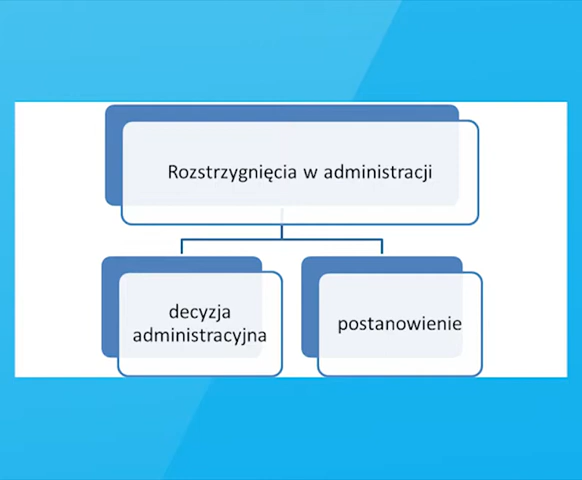 Rozstrzygnięcia w administracji
decyzja
administracyjna
postanowienie